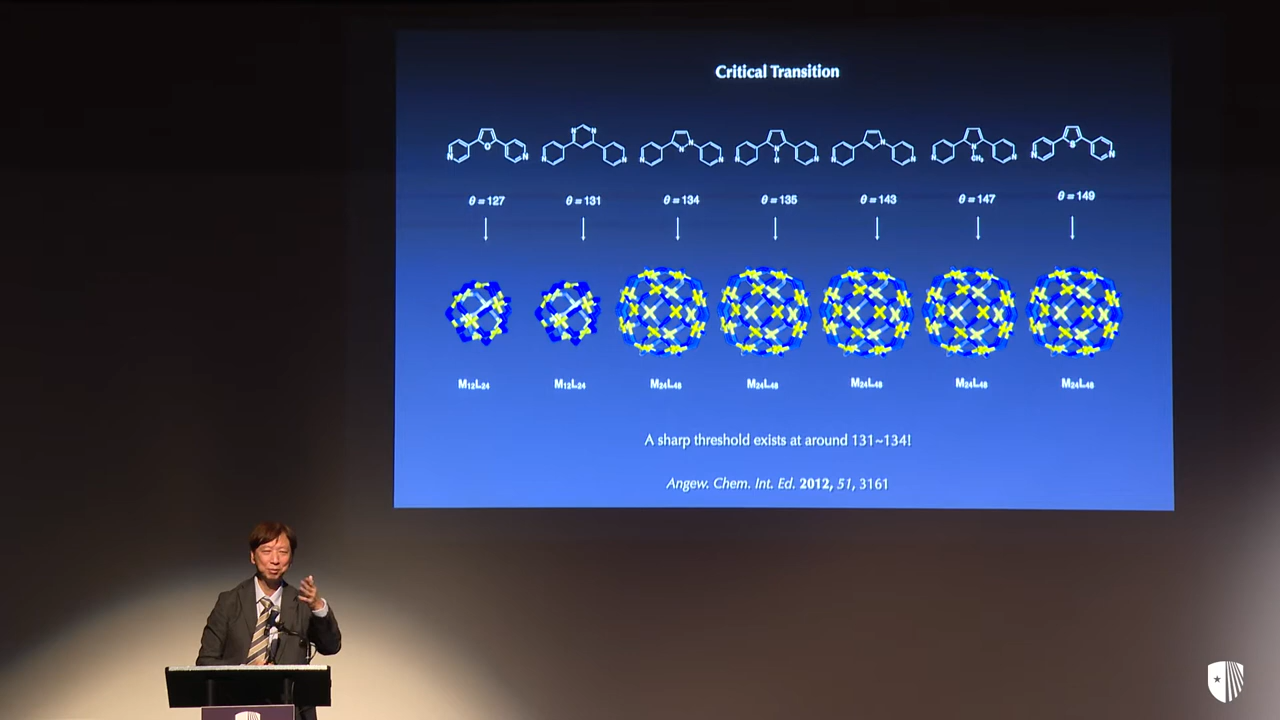 Critical Transition
θ = 127 θ = 131 θ = 134 θ = 135 θ = 143 θ = 147 θ = 149
M₁₂L₂₄ M₁₂L₂₄ M₂₄L₄₈ M₂₄L₄₈ M₂₄L₄₈ M₂₄L₄₈ M₂₄L₄₈
A sharp threshold exists at around 131~134!
Angew. Chem. Int. Ed. 2012, 51, 3161